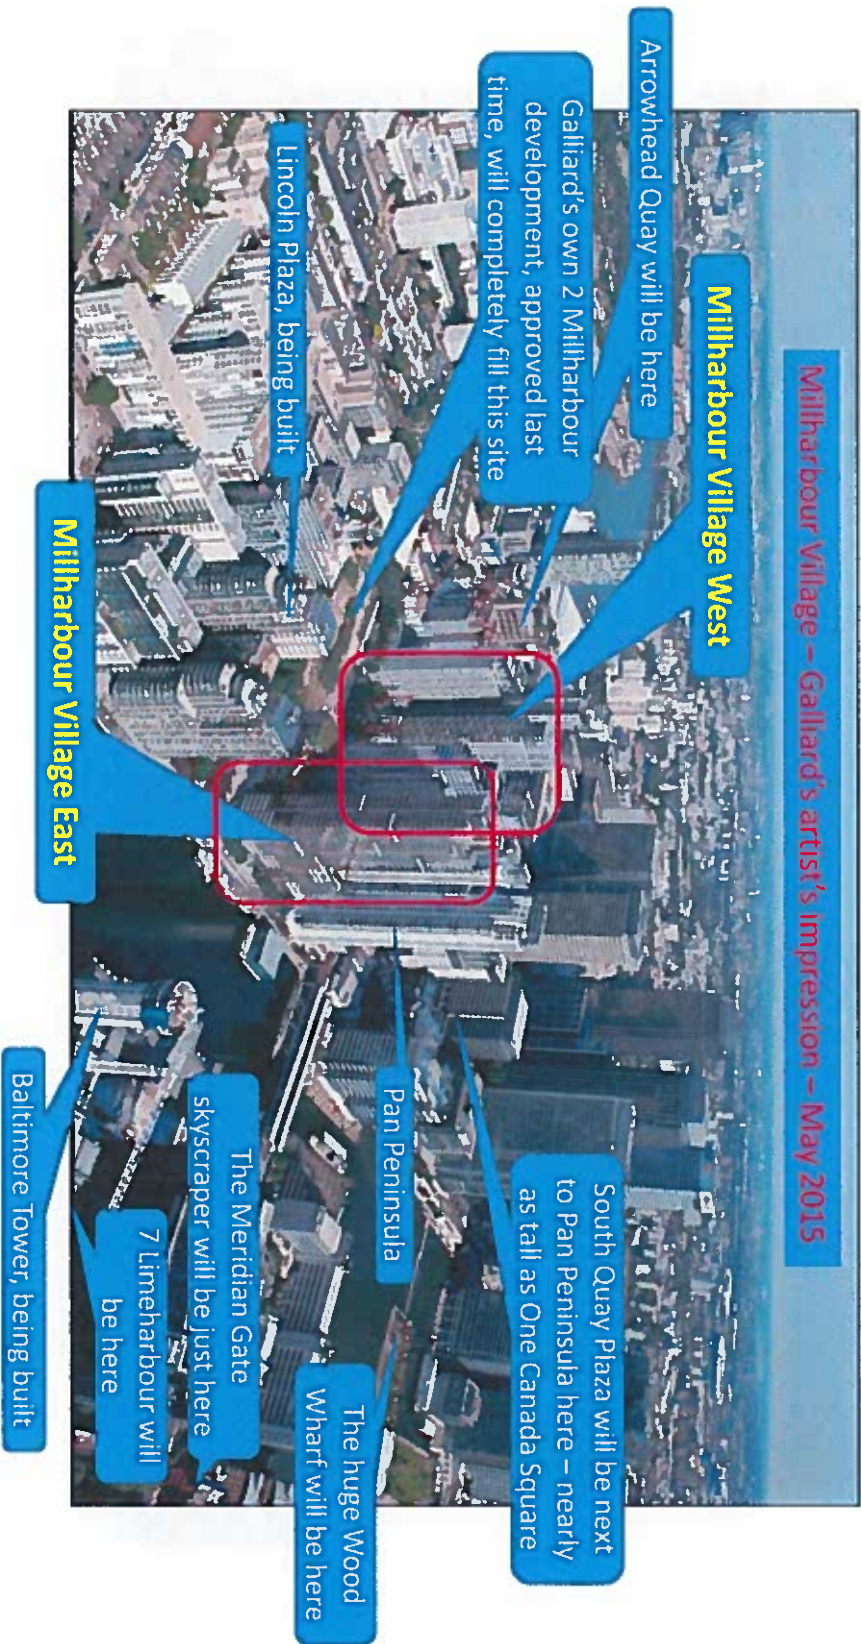 Millharbour Village – Galliard's artist's impression – May 2015
Millharbour Village West
Arrowhead Quay will be here
Galliard's own 2 Millharbour
development, approved last
time, will completely fill this site
Lincoln Plaza, being built
Millharbour Village East
South Quay Plaza will be next
to Pan Peninsula here – nearly
as tall as One Canada Square
Pan Peninsula
The huge Wood
Wharf will be here
The Meridian Gate
skyscraper will be just here
7 Limeharbour will
be here
Baltimore Tower, being built